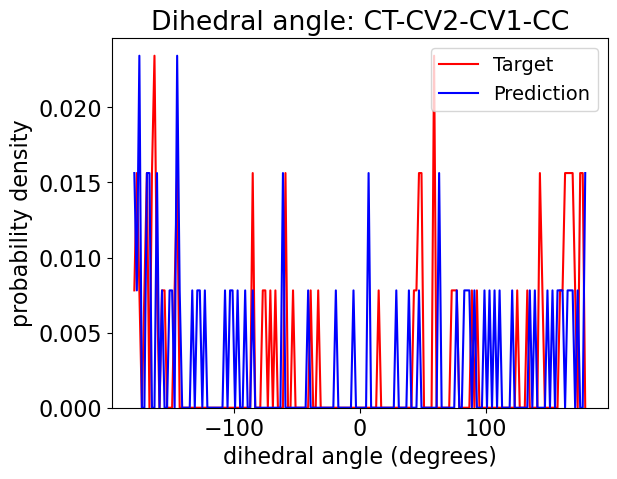 Dihedral angle: CT-CV2-CV1-CC
Target
Prediction
probability density
0.020
0.015
0.010
0.005
0.000
−100
0
100
dihedral angle (degrees)